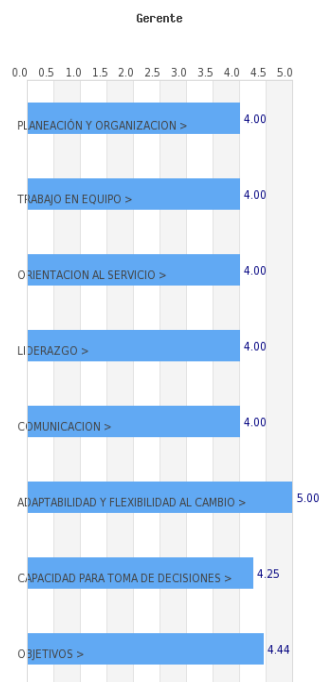 Gerente
0.0 0.5 1.0 1.5 2.0 2.5 3.0 3.5 4.0 4.5 5.0
PLANEACIÓN Y ORGANIZACION > 4.00
TRABAJO EN EQUIPO > 4.00
ORIENTACION AL SERVICIO > 4.00
LIDERAZGO > 4.00
COMUNICACION > 4.00
ADAPTABILIDAD Y FLEXIBILIDAD AL CAMBIO > 5.00
CAPACIDAD PARA TOMA DE DECISIONES > 4.25
OBJETIVOS > 4.44